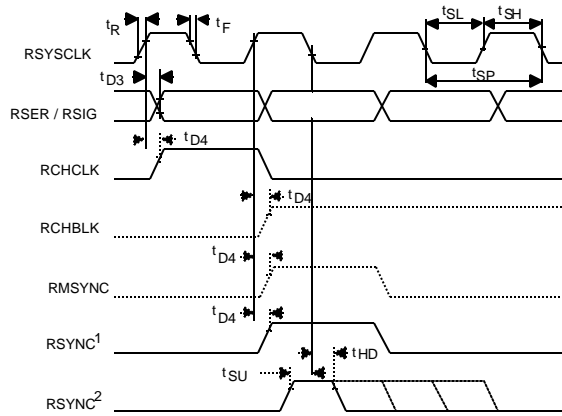 tR tF tSL tSH
RSYSCLK
tD3 tSP
RSER / RSIG
tD4
RCHCLK
tD4
RCHBLK
tD4
RMSYNC
tD4
RSYNC1
tHD
tSU
RSYNC2